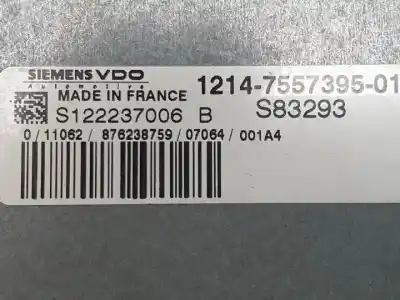 SIEMENS VDO
Automotive
MADE IN FRANCE
1214-7557395-01
S122237006 B
S83293
0/11062/876238759/07064/001A4